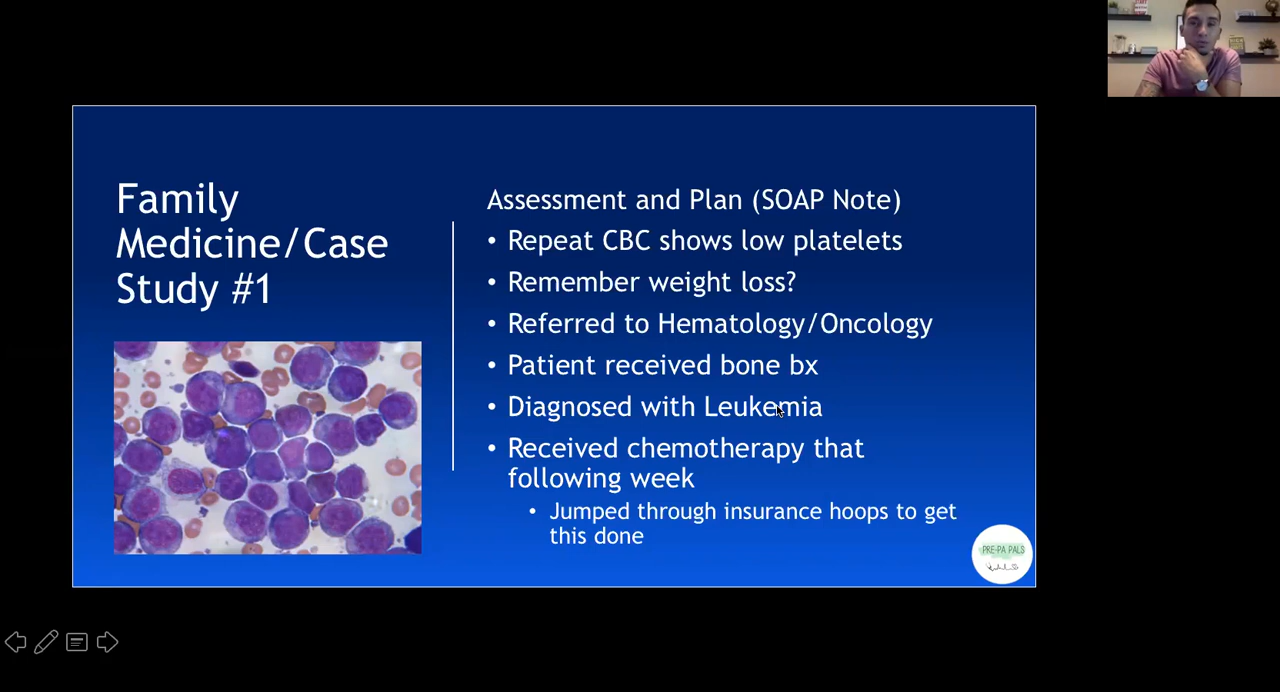 Family
Medicine/Case
Study #1
Assessment and Plan (SOAP Note)
• Repeat CBC shows low platelets
• Remember weight loss?
• Referred to Hematology/Oncology
• Patient received bone bx
• Diagnosed with Leukemia
• Received chemotherapy that
following week
• Jumped through insurance hoops to get
this done
PRE-PA PALS